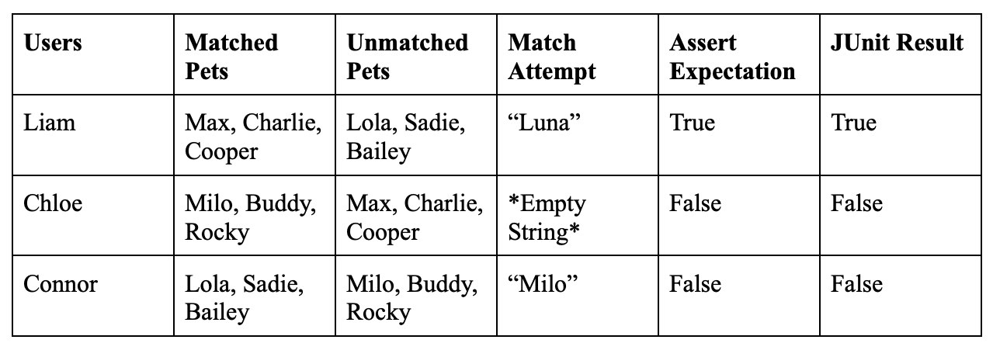 Users
Matched
Pets
Unmatched
Pets
Match
Attempt
Assert
Expectation
JUnit Result
Liam
Max, Charlie,
Cooper
Lola, Sadie,
Bailey
“Luna”
True
True
Chloe
Milo, Buddy,
Rocky
Max, Charlie,
Cooper
*Empty
String*
False
False
Connor
Lola, Sadie,
Bailey
Milo, Buddy,
Rocky
“Milo”
False
False